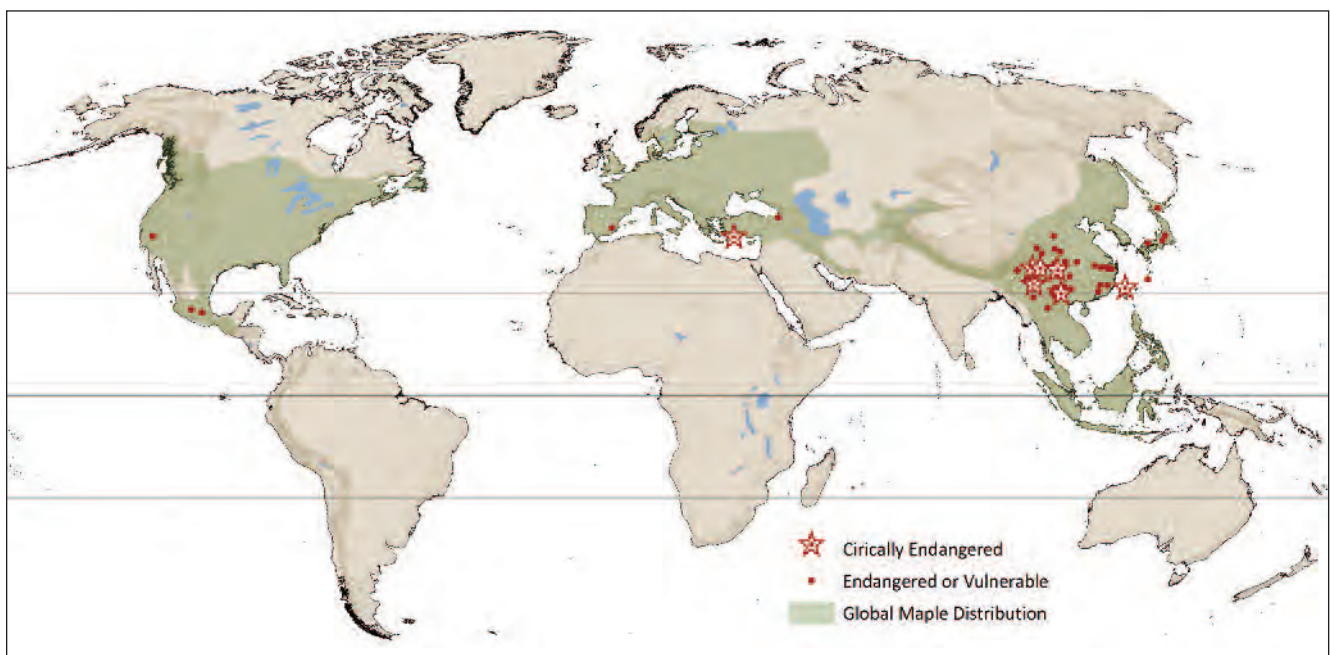 Cirically Endangered
Endangered or Vulnerable
Global Maple Distribution